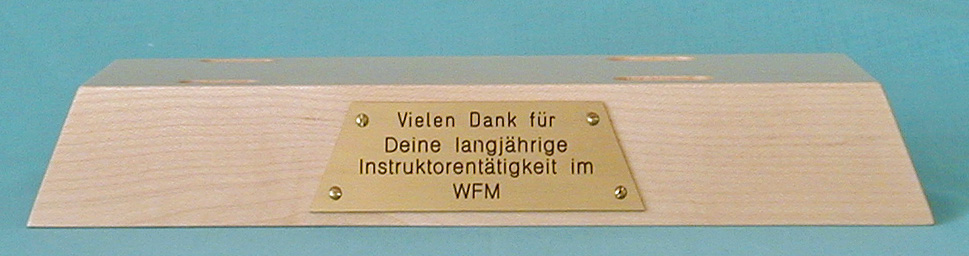 Vielen Dank für
Deine langjährige
Instruktorentätigkeit im
WFM